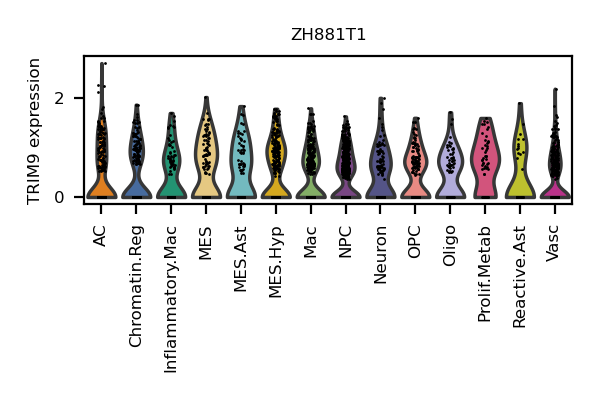 ZH881T1
TRIM9 expression
2
0
AC
Chromatin.Reg
Inflammatory.Mac
MES
MES.Ast
MES.Hyp
Mac
NPC
Neuron
OPC
Oligo
Prolif.Metab
Reactive.Ast
Vasc